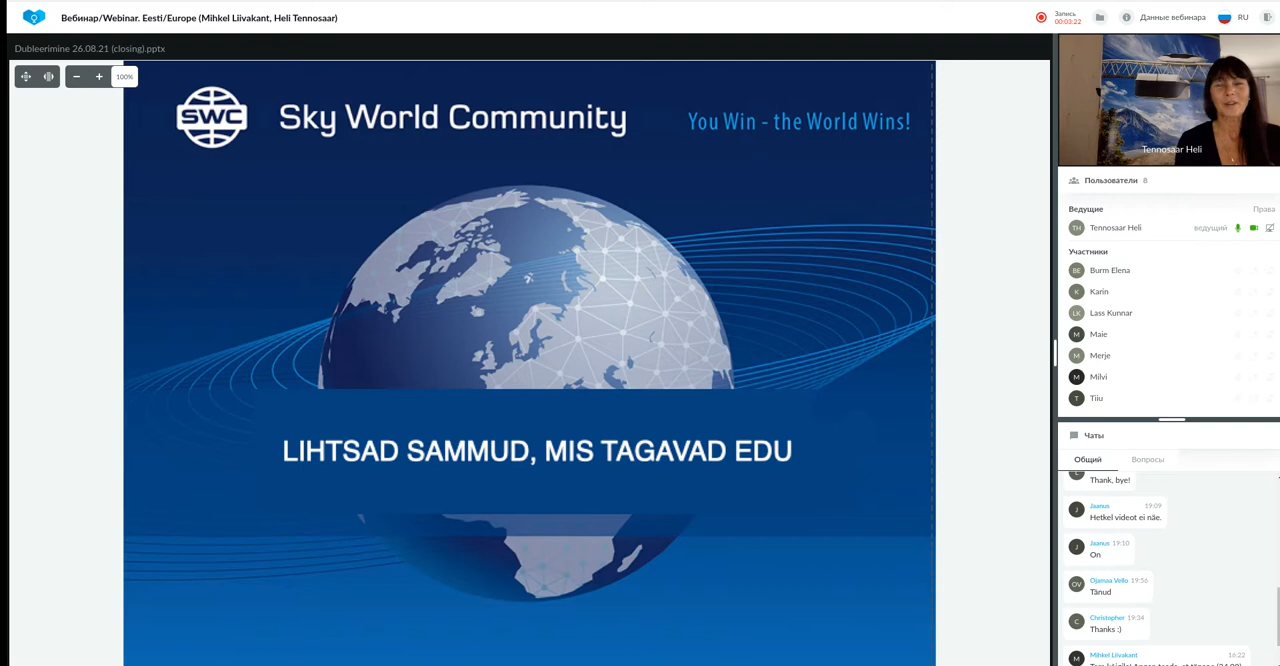 Вебинар/Webinar. Eesti/Europe (Mihkel Liivakant, Heli Tennosaar)
Запись
00:03:22
Данные вебинара
RU
Dubleerimine 26.08.21 (closing).pptx
100%
SWC
Sky World Community
You Win - the World Wins!
LIHTSAD SAMMUD, MIS TAGAVAD EDU
Tennosaar Heli
Пользователи 8
Ведущие Права
TH Tennosaar Heli ведущий
Участники
BE Burm Elena
K Karin
LK Lass Kunnar
M Maie
M Merje
M Milvi
T Tiiu
Чаты
Общий Вопросы
Thank, bye!
J Jaanus 19:09
Hetkel videot ei näe.
J Jaanus 19:10
On
OV Ojamaa Vello 19:56
Tänud
C Christopher 19:34
Thanks :)
M Mihkel Liivakant 16:22